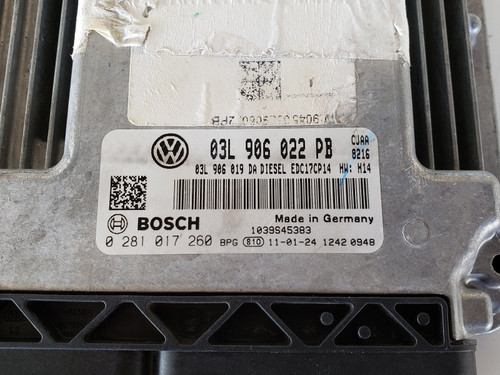 03L 906 022 PB CJAA
03L 906 019 DA DIESEL EDC17CP14 8216
HW: H14
BOSCH Made in Germany
1039S45383
0 281 017 260 BPG 810 11-01-24 1242 0948